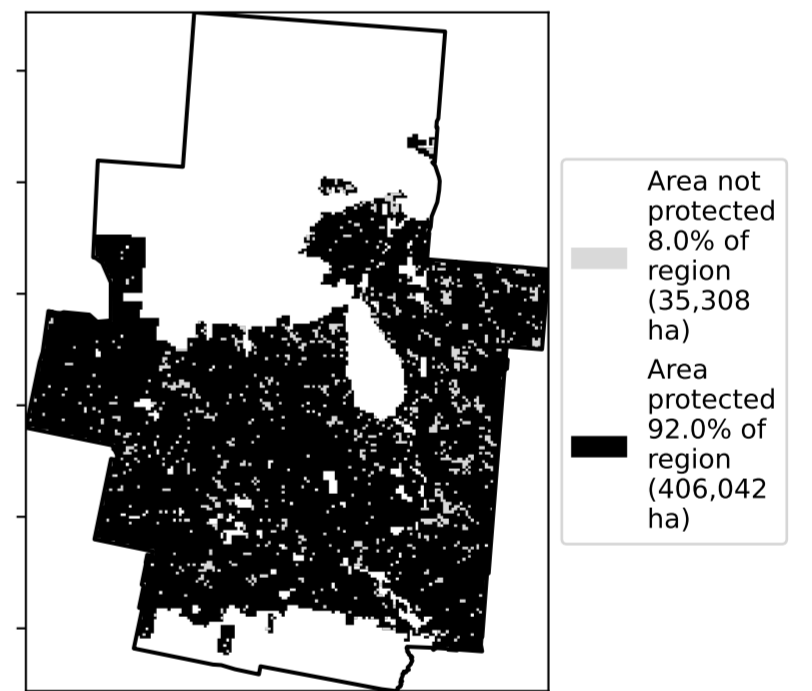 Area not
protected
8.0% of
region
(35,308
ha)
Area
protected
92.0% of
region
(406,042
ha)